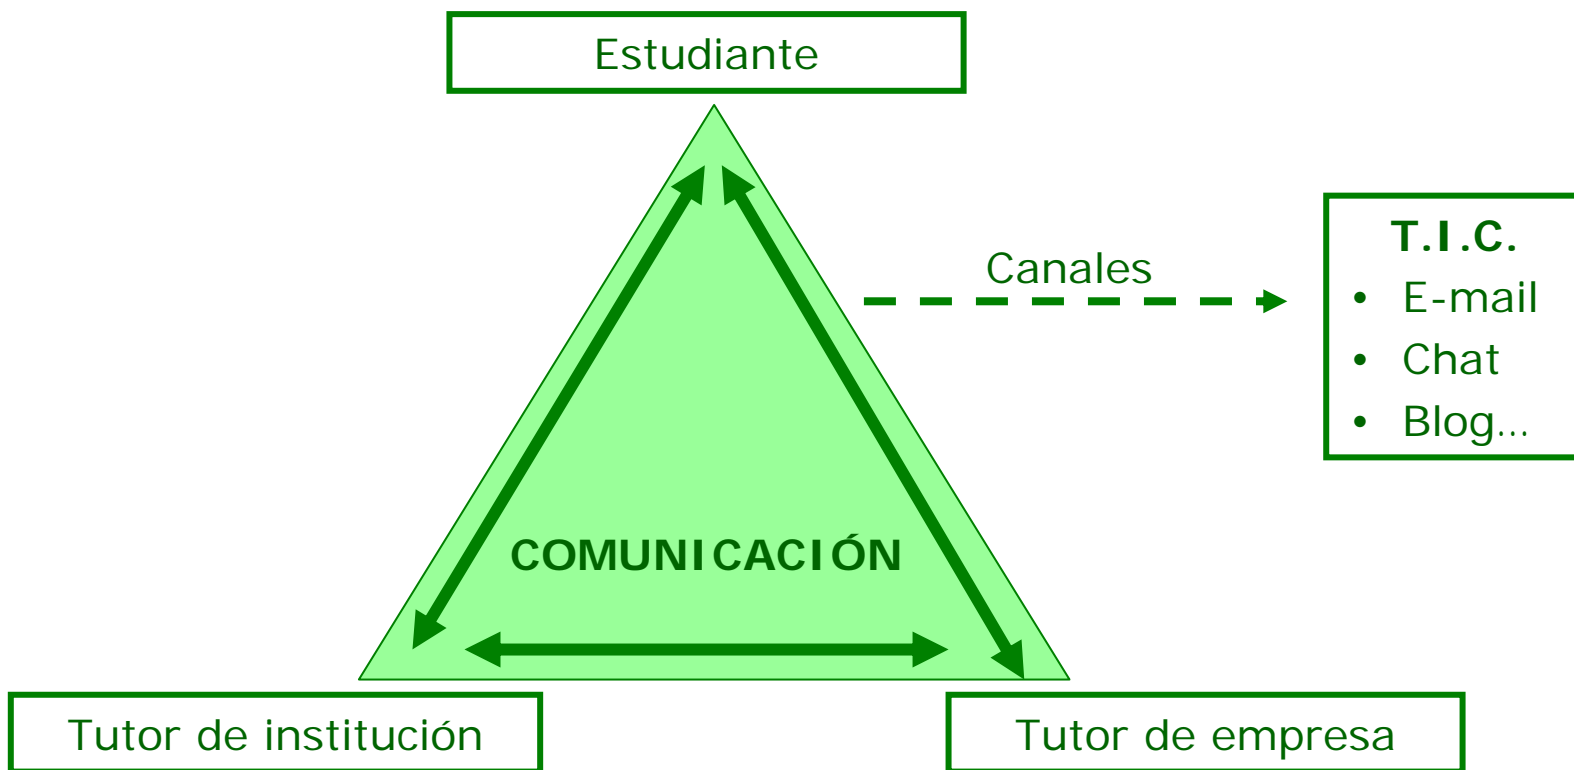 Estudiante
Canales
T.I.C.
• E-mail
• Chat
• Blog...
COMUNICACIÓN
Tutor de institución
Tutor de empresa